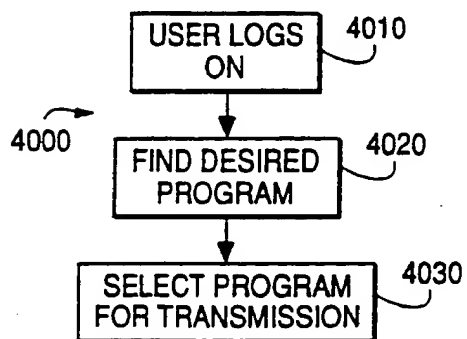 USER LOGS
ON
4010
4000
FIND DESIRED
PROGRAM
4020
SELECT PROGRAM
FOR TRANSMISSION
4030